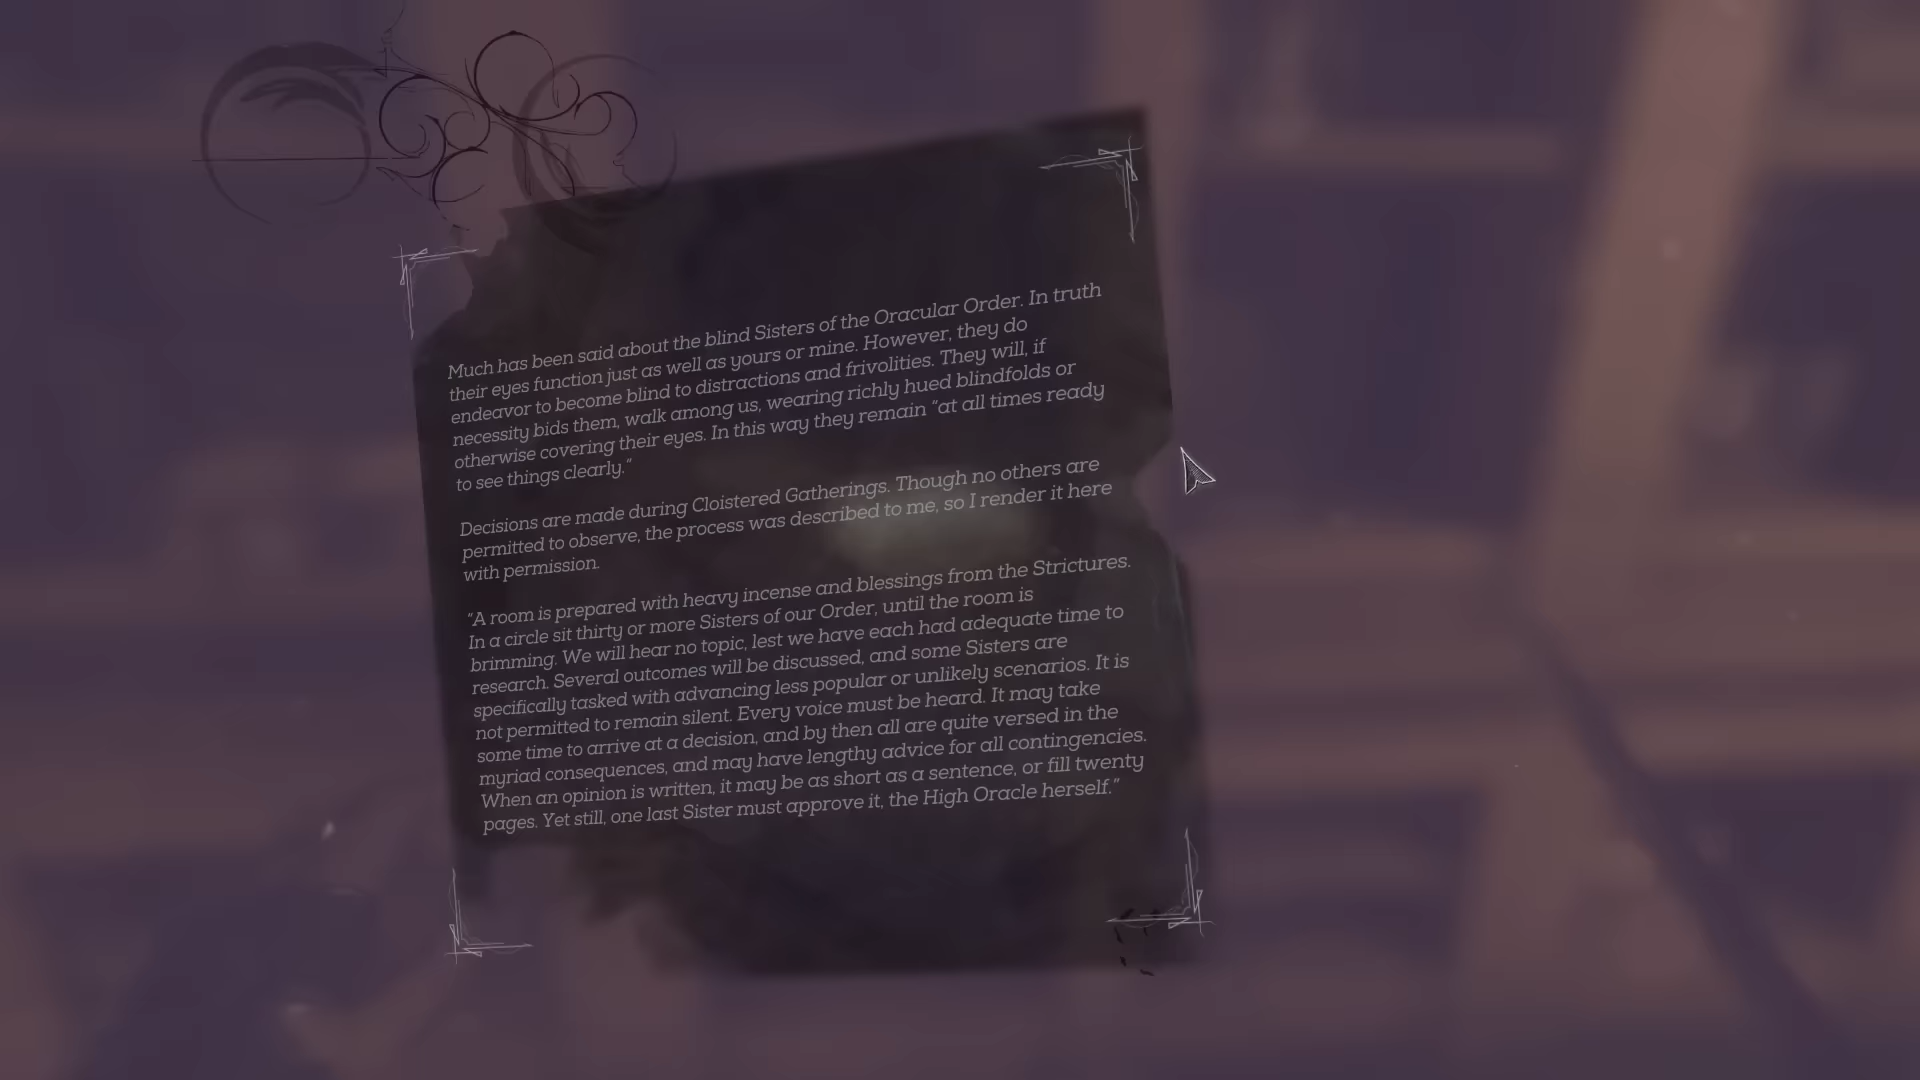 Much has been said about the blind Sisters of the Oracular Order. In truth
their eyes function just as well as yours or mine. However, they do
endeavor to become blind to distractions and frivolities. They will, if
necessity bids them, walk among us, wearing richly hued blindfolds or
otherwise covering their eyes. In this way they remain “at all times ready
to see things clearly.”
Decisions are made during Cloistered Gatherings. Though no others are
permitted to observe, the process was described to me, so I render it here
with permission.
“A room is prepared with heavy incense and blessings from the Strictures.
In a circle sit thirty or more Sisters of our Order, until the room is
brimming. We will hear no topic, lest we have each had adequate time to
research. Several outcomes will be discussed, and some Sisters are
specifically tasked with advancing less popular or unlikely scenarios. It is
not permitted to remain silent. Every voice must be heard. It may take
some time to arrive at a decision, and by then all are quite versed in the
myriad consequences, and may have lengthy advice for all contingencies.
When an opinion is written, it may be as short as a sentence, or fill twenty
pages. Yet still, one last Sister must approve it, the High Oracle herself.”